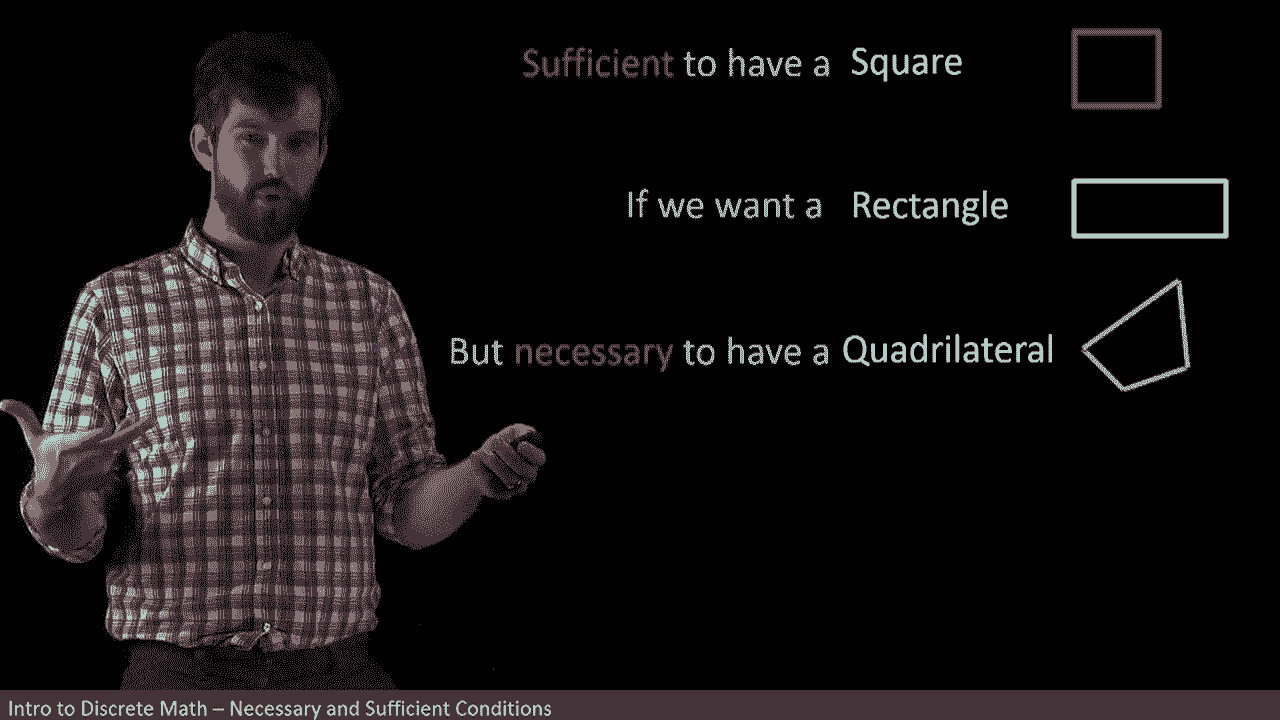 Sufficient to have a Square
If we want a Rectangle
But necessary to have a Quadrilateral
Intro to Discrete Math – Necessary and Sufficient Conditions